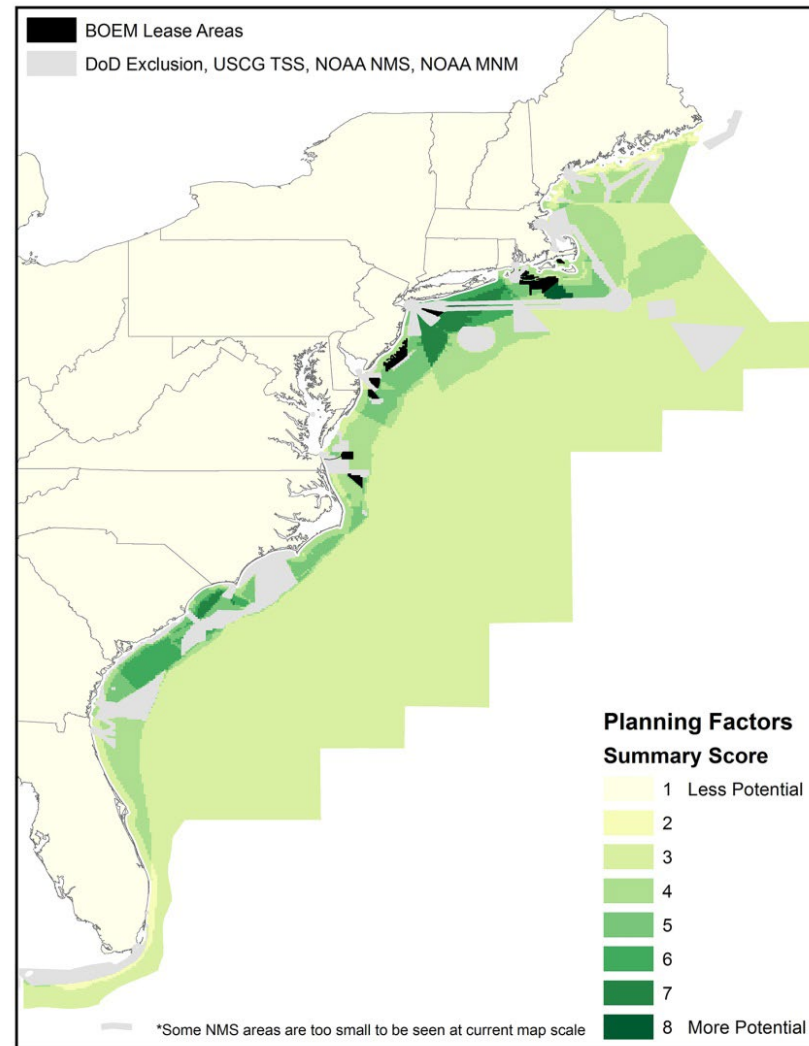 BOEM Lease Areas
DoD Exclusion, USCG TSS, NOAA NMS, NOAA MNM
Planning Factors
Summary Score
1 Less Potential
2
3
4
5
6
7
8 More Potential
*Some NMS areas are too small to be seen at current map scale